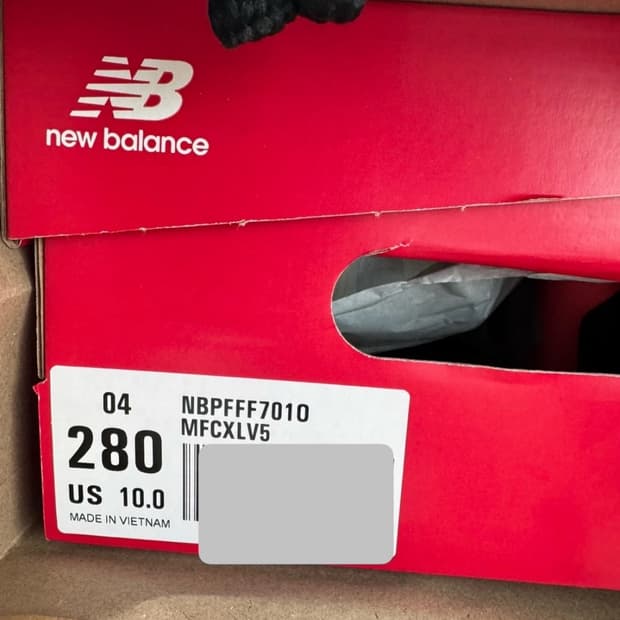 NB
new balance
04
NBPFFF7010
MFCXLV5
280
US 10.0
MADE IN VIETNAM